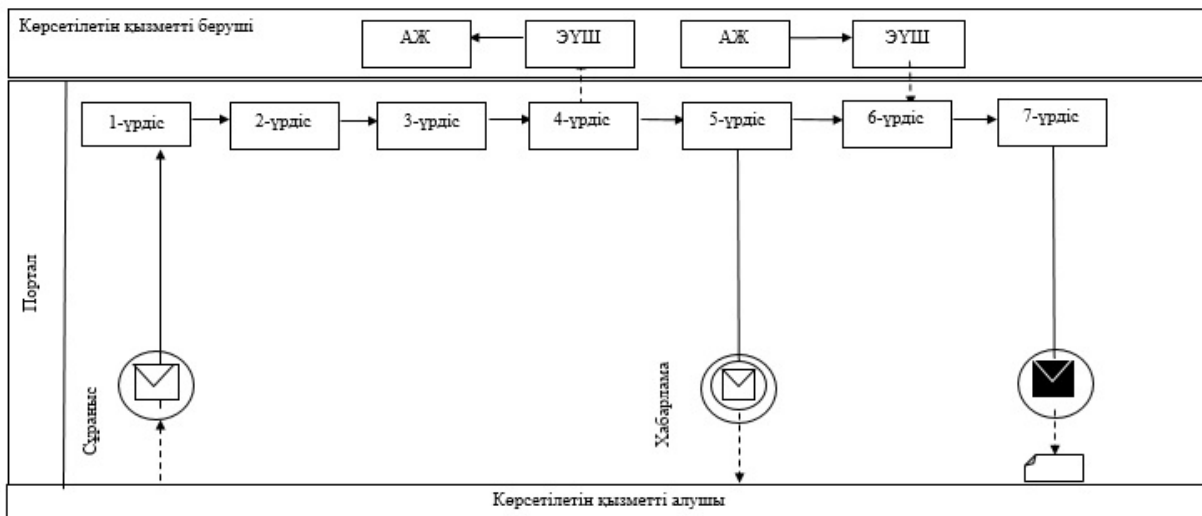 Көрсетілетін қызметті беруші
АЖ
ЭҮШ
АЖ
ЭҮШ
Портал
1-үрдіс
2-үрдіс
3-үрдіс
4-үрдіс
5-үрдіс
6-үрдіс
7-үрдіс
Сұраныс
Хабарлама
Көрсетілетін қызметті алушы